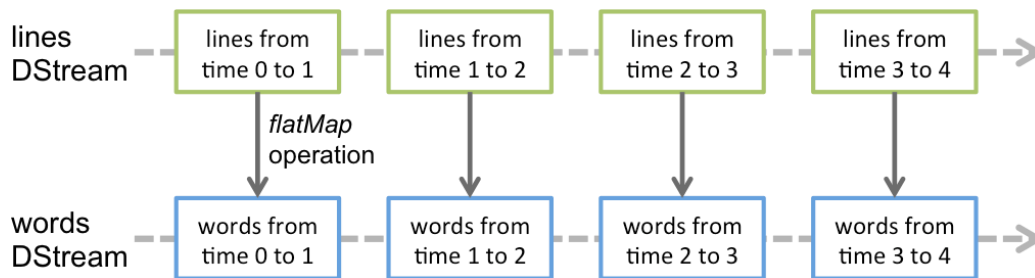 lines
DStream
lines from
time 0 to 1
lines from
time 1 to 2
lines from
time 2 to 3
lines from
time 3 to 4
flatMap
operation
words
DStream
words from
time 0 to 1
words from
time 1 to 2
words from
time 2 to 3
words from
time 3 to 4